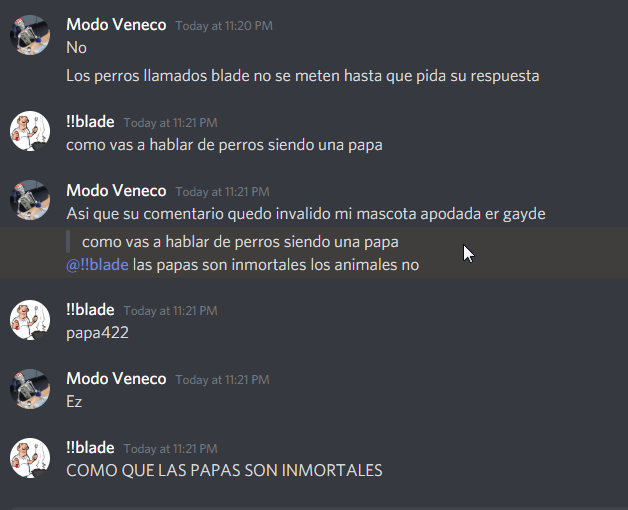 Modo Veneco Today at 11:20 PM
No
Los perros llamados blade no se meten hasta que pida su respuesta
!!blade Today at 11:21 PM
como vas a hablar de perros siendo una papa
Modo Veneco Today at 11:21 PM
Asi que su comentario quedo invalido mi mascota apodada er gayde
como vas a hablar de perros siendo una papa
@!!blade las papas son inmortales los animales no
!!blade Today at 11:21 PM
papa422
Modo Veneco Today at 11:21 PM
Ez
!!blade Today at 11:21 PM
COMO QUE LAS PAPAS SON INMORTALES